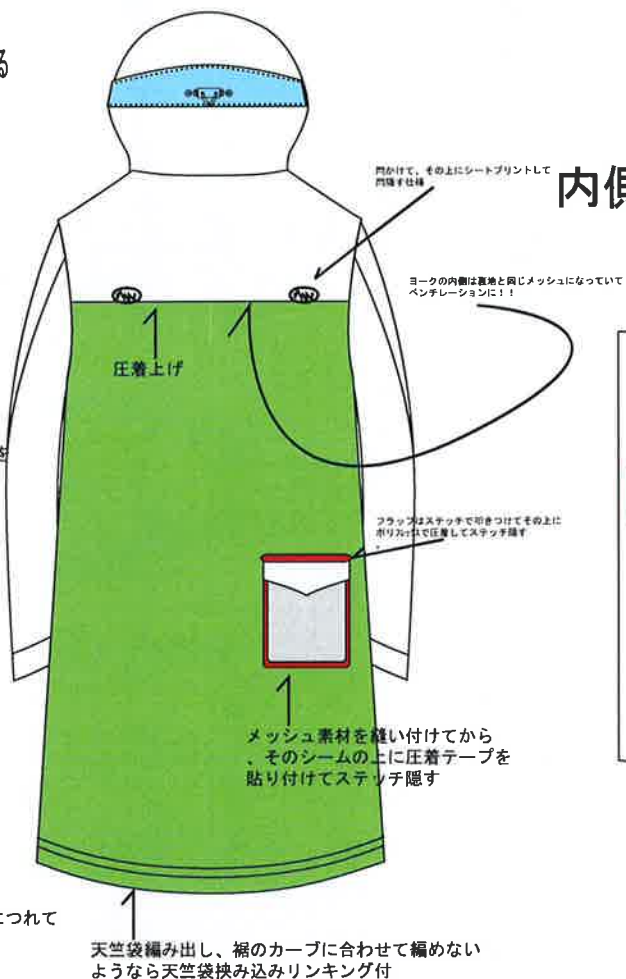 る
閂かけて、その上にシートプリントして
閂隠す仕様
内側
ヨークの内側は裏地と同じメッシュになっていて
ベンチレーションに！！
圧着上げ
を
フラップはステッチで叩きつけてその上に
ポリフレックスで圧着してステッチ隠す
。
メッシュ素材を縫い付けてから
、そのシームの上に圧着テープを
貼り付けてステッチ隠す
につれて
天竺袋編み出し、裾のカーブに合わせて編めない
ようなら天竺袋挟み込みリンキング付